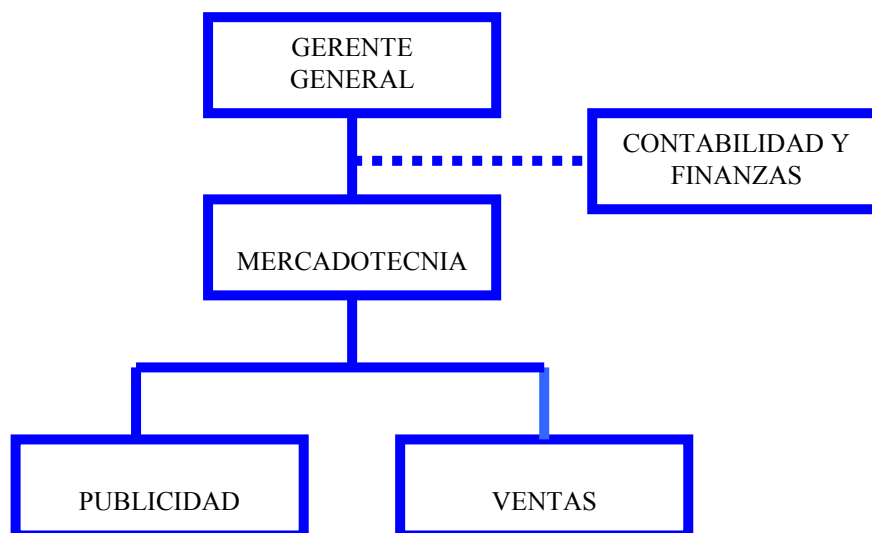 GERENTE
GENERAL
CONTABILIDAD Y
FINANZAS
MERCADOTECNIA
PUBLICIDAD
VENTAS